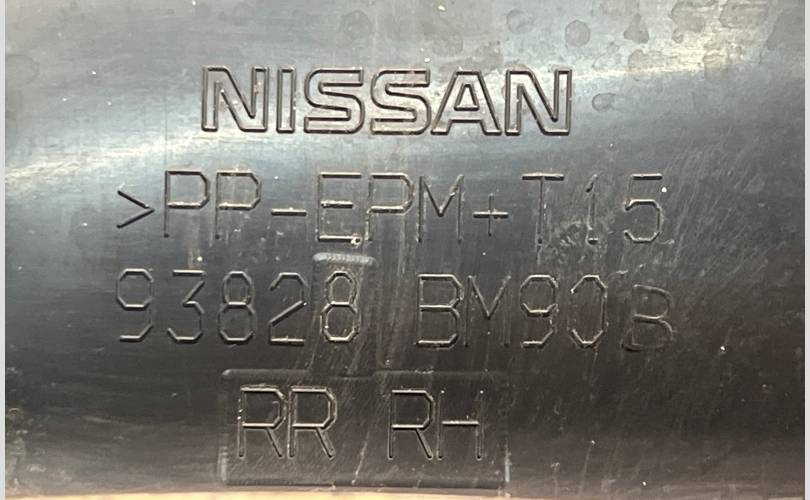 NISSAN
>PP-EPM+T15
93828 BM90B
RR RH